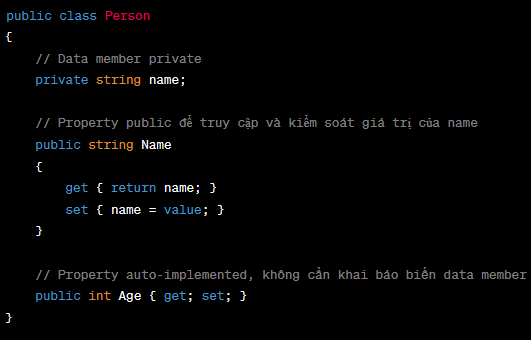 public class Person
{
    // Data member private
    private string name;

    // Property public để truy cập và kiểm soát giá trị của name
    public string Name
    {
        get { return name; }
        set { name = value; }
    }

    // Property auto-implemented, không cần khai báo biến data member
    public int Age { get; set; }
}